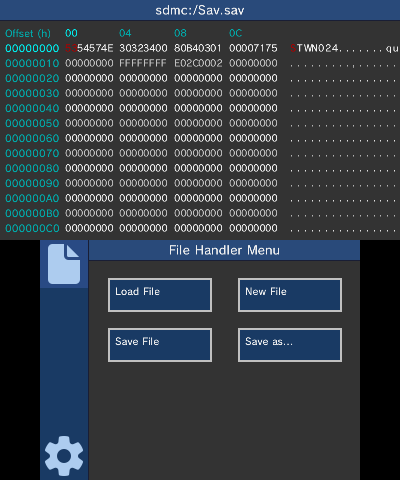 sdmc:/Sav.sav
Offset (h) 00 04 08 0C
00000000 54574E 30323400 80B40301 00007175 TWN024.......qu
00000010 00000000 FFFFFFFF E02C0002 00000000 ................
00000020 00000000 00000000 00000000 00000000 ................
00000030 00000000 00000000 00000000 00000000 ................
00000040 00000000 00000000 00000000 00000000 ................
00000050 00000000 00000000 00000000 00000000 ................
00000060 00000000 00000000 00000000 00000000 ................
00000070 00000000 00000000 00000000 00000000 ................
00000080 00000000 00000000 00000000 00000000 ................
00000090 00000000 00000000 00000000 00000000 ................
000000A0 00000000 00000000 00000000 00000000 ................
000000B0 00000000 00000000 00000000 00000000 ................
000000C0 00000000 00000000 00000000 00000000 ................
File Handler Menu
Load File New File
Save File Save as...